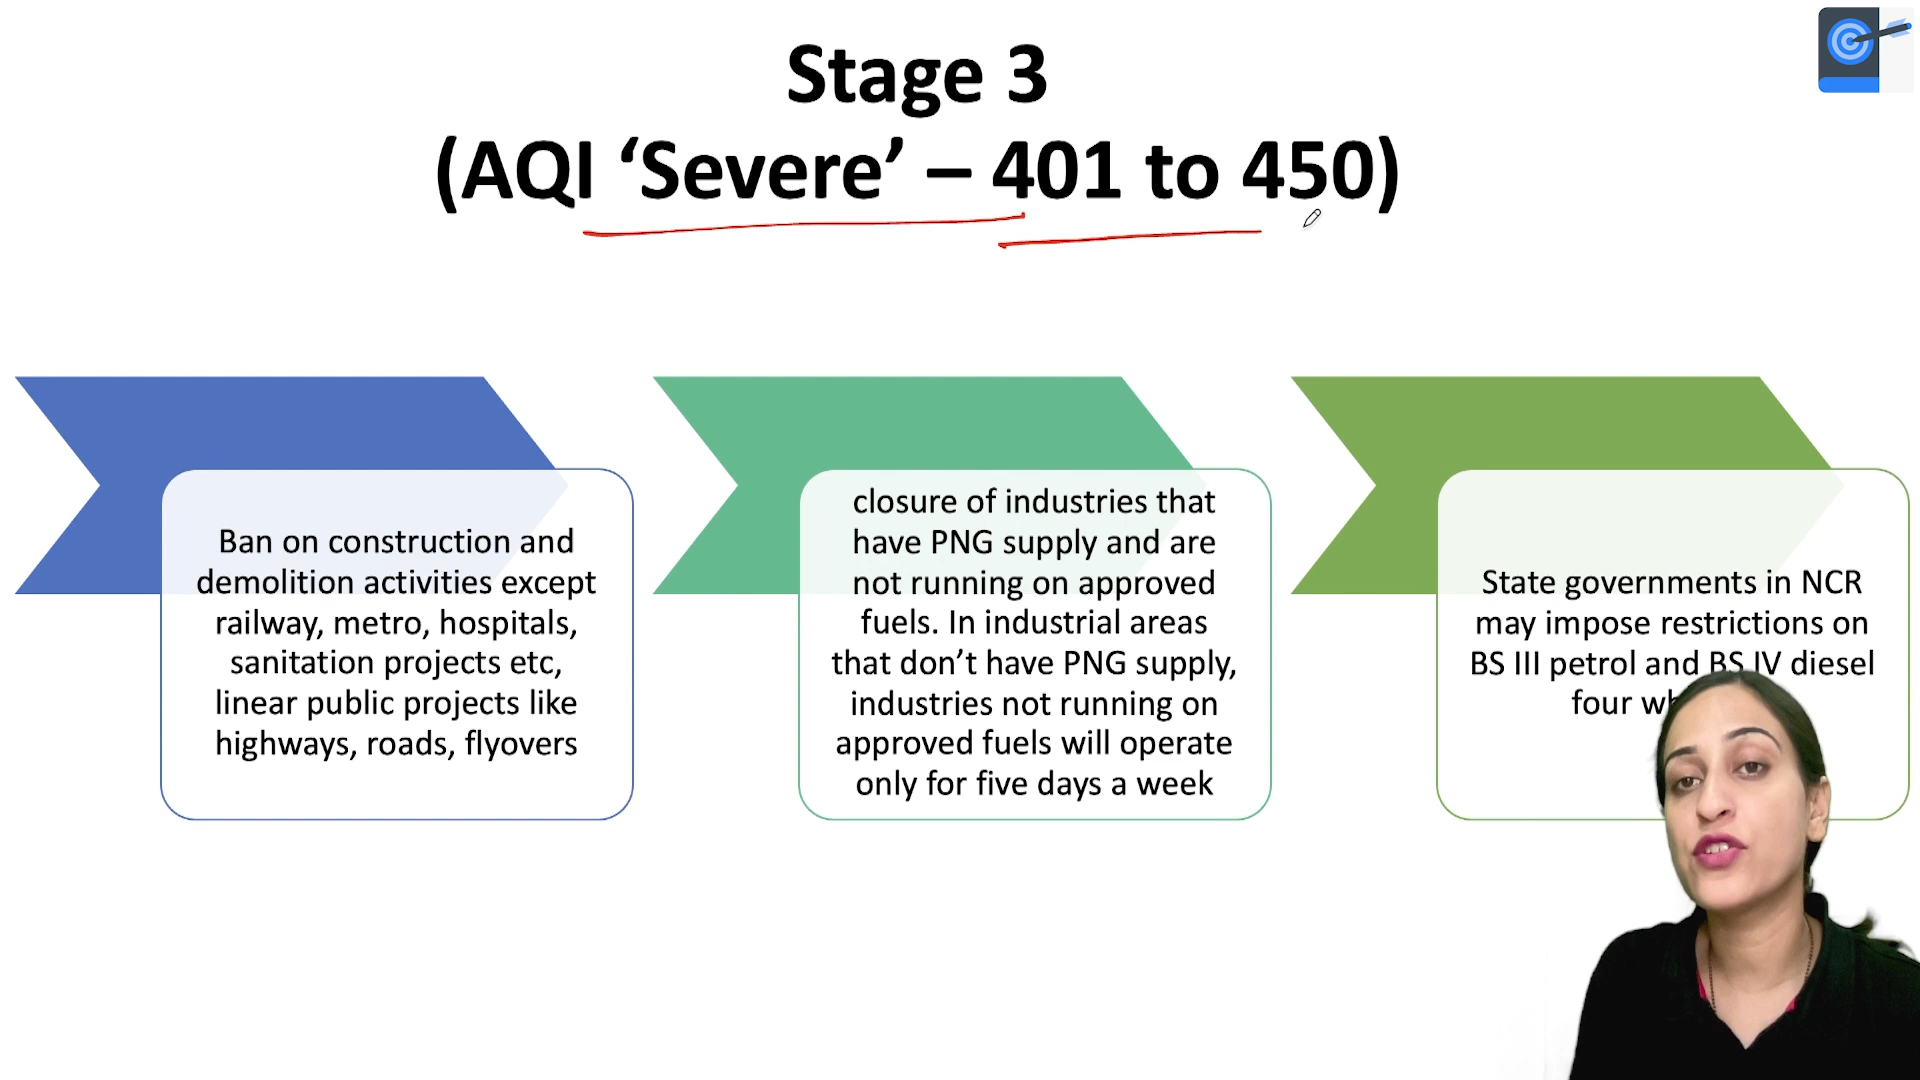 Stage 3
(AQI ‘Severe’ – 401 to 450)
Ban on construction and
demolition activities except
railway, metro, hospitals,
sanitation projects etc,
linear public projects like
highways, roads, flyovers
closure of industries that
have PNG supply and are
not running on approved
fuels. In industrial areas
that don’t have PNG supply,
industries not running on
approved fuels will operate
only for five days a week
State governments in NCR
may impose restrictions on
BS III petrol and BS IV diesel
four